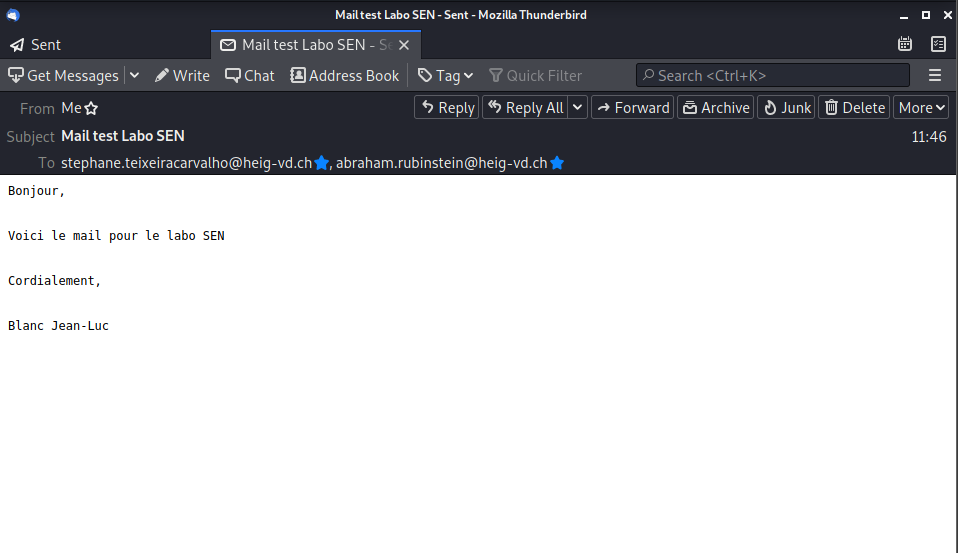 Mail test Labo SEN - Sent - Mozilla Thunderbird
Sent
Mail test Labo SEN - Se
Get Messages Write Chat Address Book Tag Quick Filter Search <Ctrl+K>
From Me Reply Reply All Forward Archive Junk Delete More
Subject Mail test Labo SEN 11:46
To stephane.teixeiracarvalho@heig-vd.ch, abraham.rubinstein@heig-vd.ch
Bonjour,
Voici le mail pour le labo SEN
Cordialement,
Blanc Jean-Luc